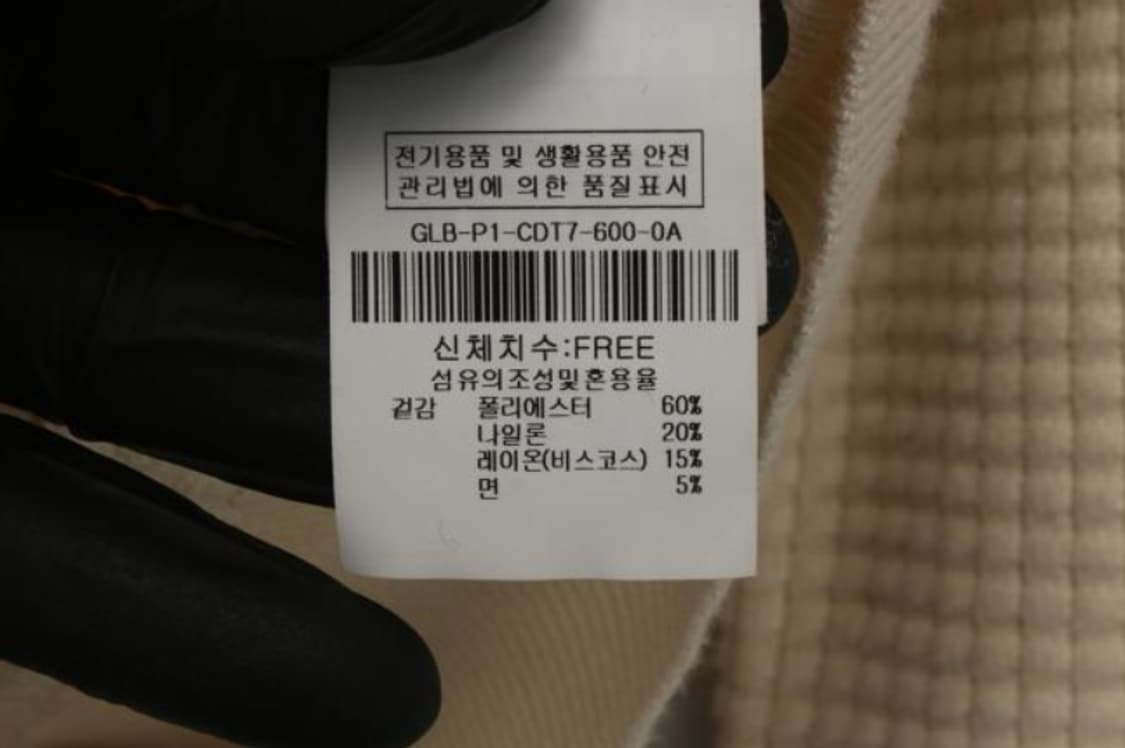 전기용품 및 생활용품 안전
관리법에 의한 품질표시
GLB-P1-CDT7-600-0A
신체치수:FREE
섬유의조성및혼용율
겉감 폴리에스터 60%
나일론 20%
레이온(비스코스) 15%
면 5%